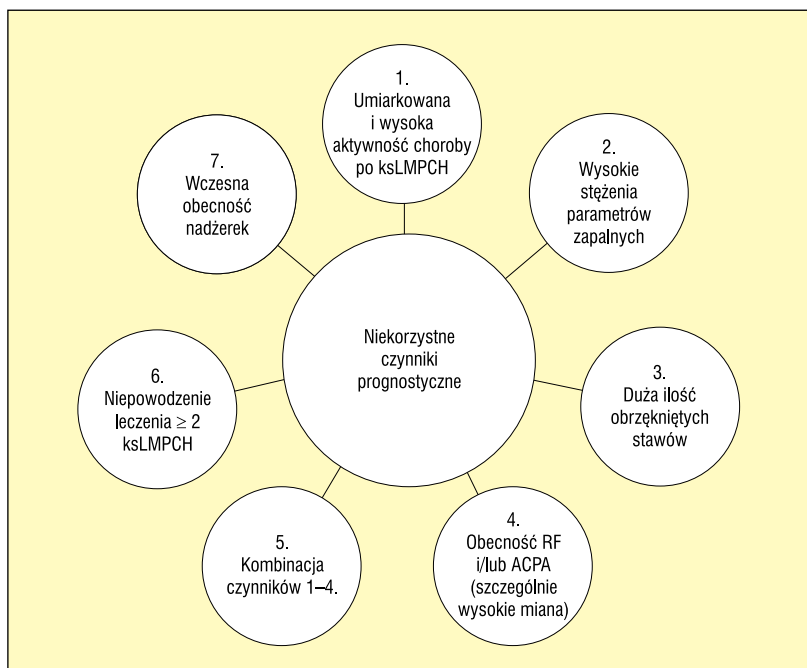 1.
Umiarkowana
i wysoka
aktywność choroby
po ksLMPCH
2.
Wysokie
stężenia
parametrów
zapalnych
3.
Duża ilość
obrzękniętych
stawów
4.
Obecność RF
i/lub ACPA
(szczególnie
wysokie miana)
5.
Kombinacja
czynników 1–4.
6.
Niepowodzenie
leczenia ≥ 2
ksLMPCH
7.
Wczesna
obecność
nadżerek
Niekorzystne
czynniki
prognostyczne